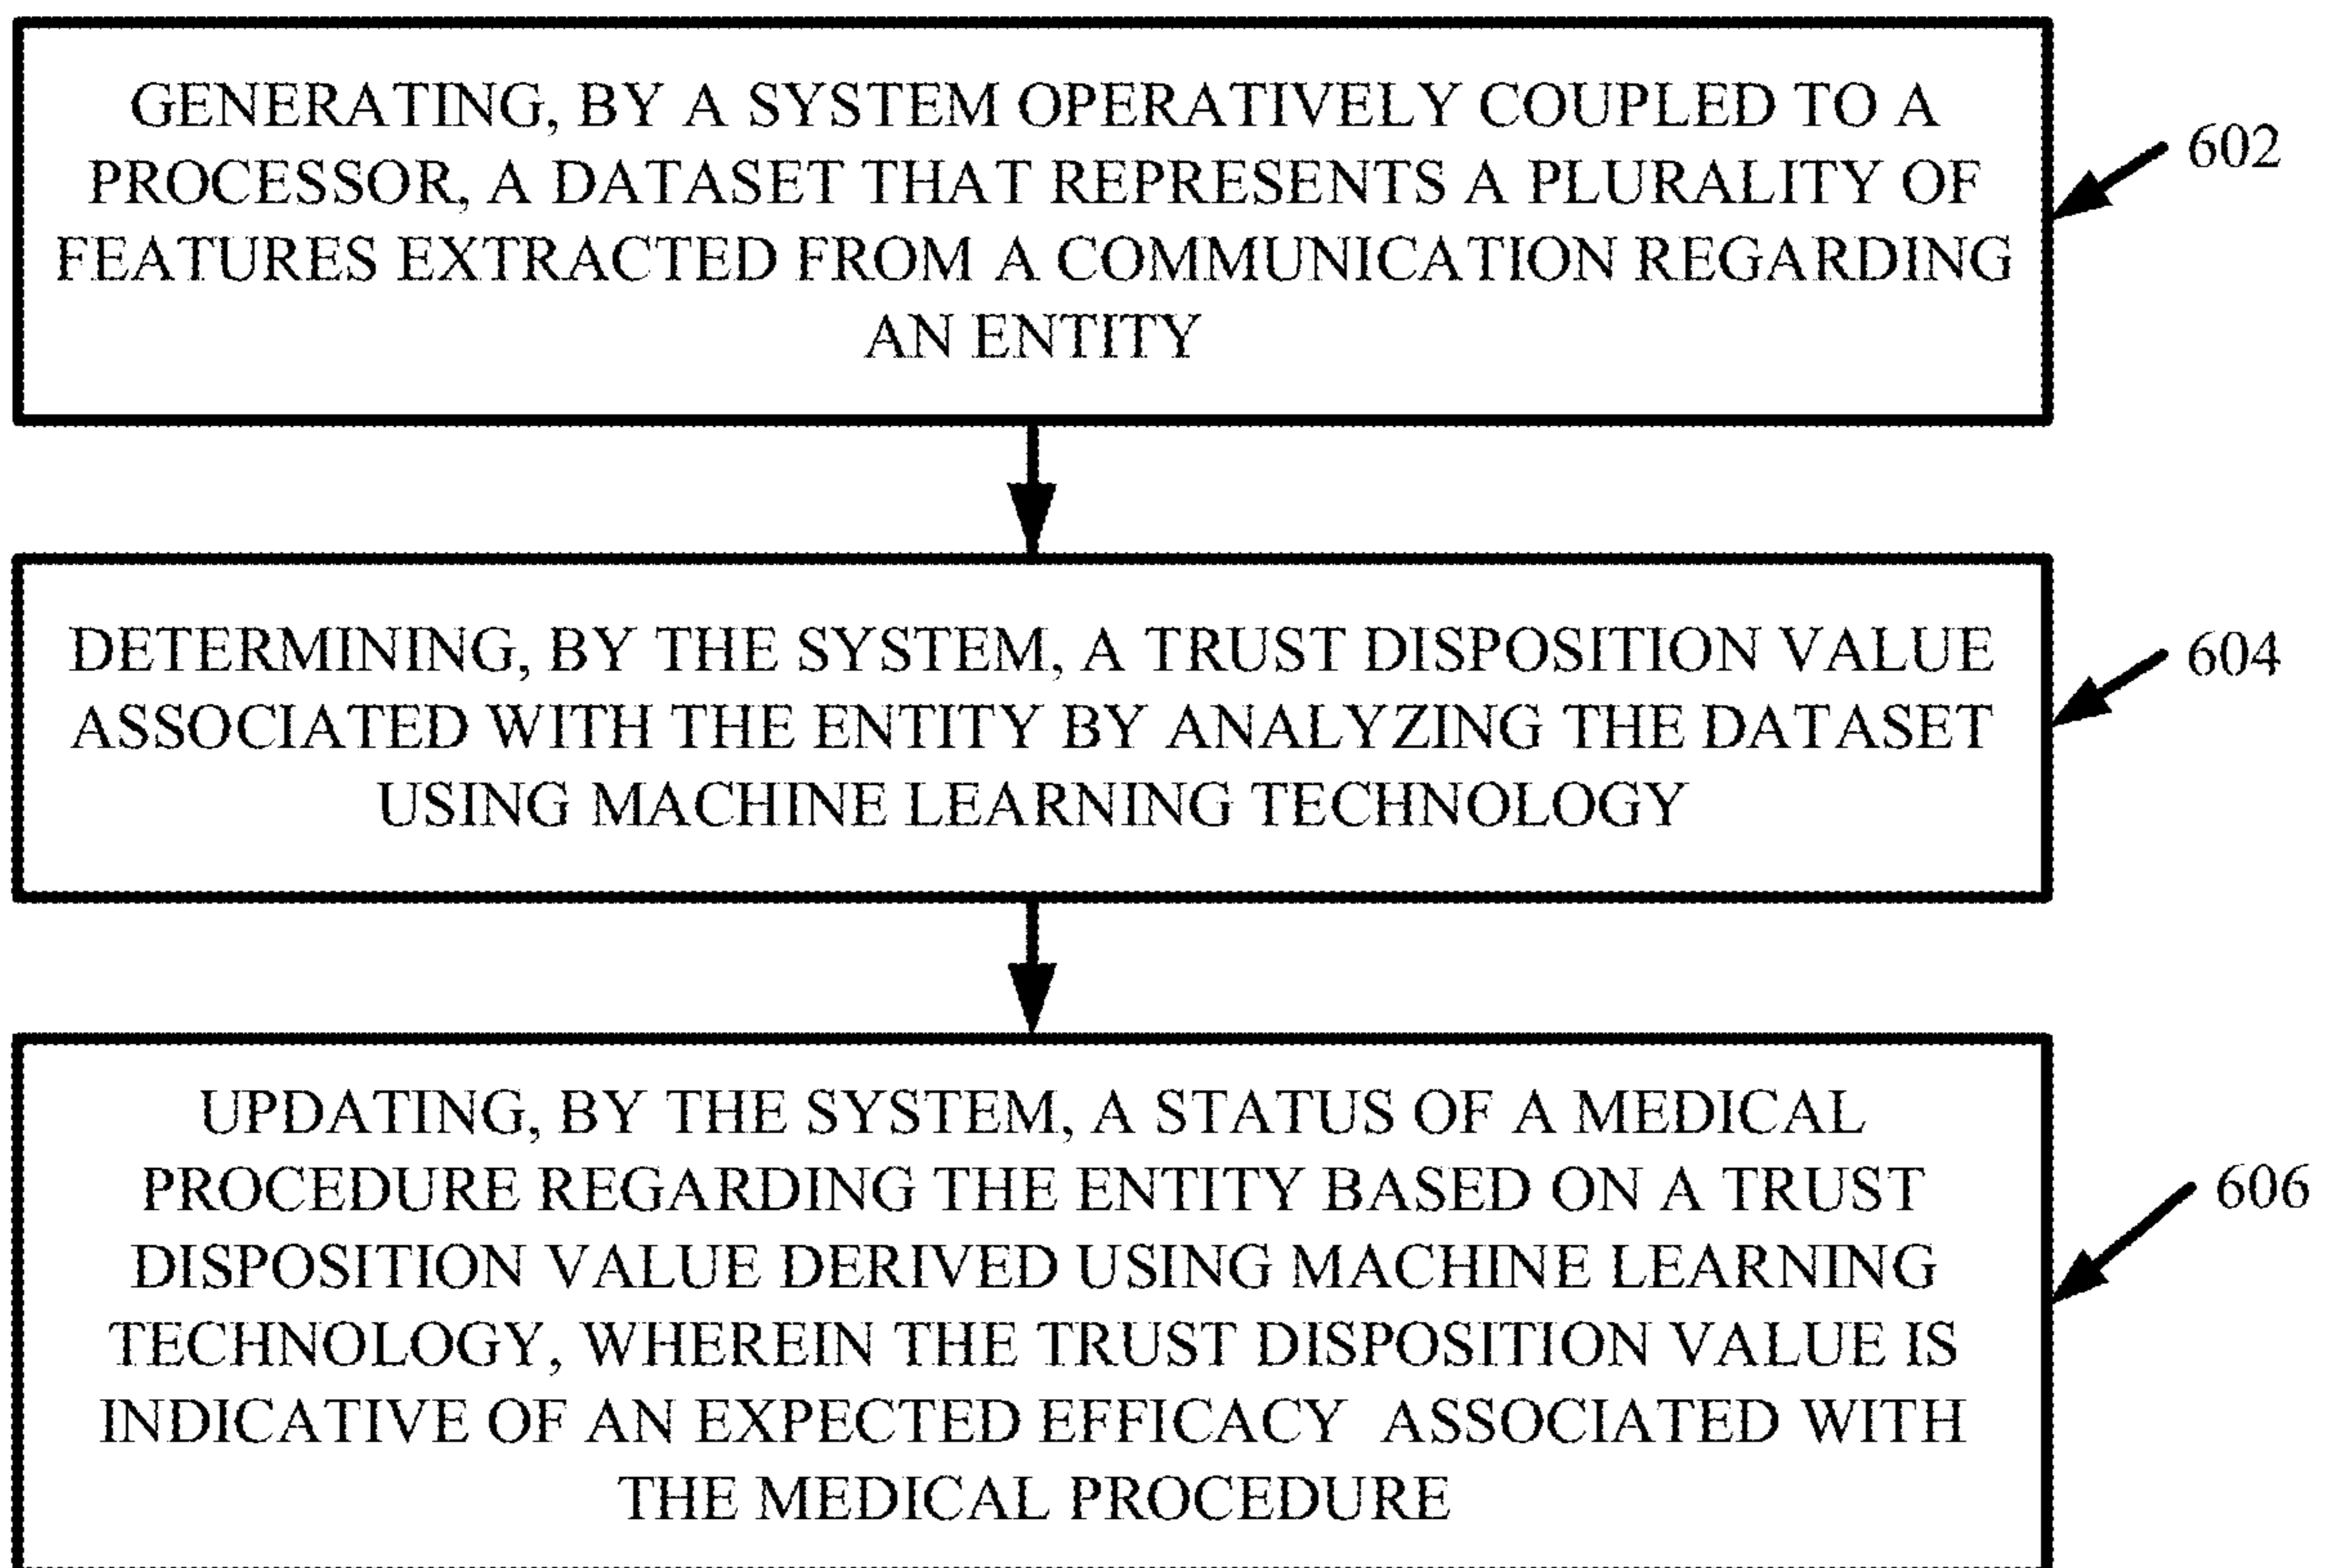 GENERATING, BY A SYSTEM OPERATIVELY COUPLED TO A
PROCESSOR, A DATASET THAT REPRESENTS A PLURALITY OF
FEATURES EXTRACTED FROM A COMMUNICATION REGARDING
AN ENTITY
602
DETERMINING, BY THE SYSTEM, A TRUST DISPOSITION VALUE
ASSOCIATED WITH THE ENTITY BY ANALYZING THE DATASET
USING MACHINE LEARNING TECHNOLOGY
604
UPDATING, BY THE SYSTEM, A STATUS OF A MEDICAL
PROCEDURE REGARDING THE ENTITY BASED ON A TRUST
DISPOSITION VALUE DERIVED USING MACHINE LEARNING
TECHNOLOGY, WHEREIN THE TRUST DISPOSITION VALUE IS
INDICATIVE OF AN EXPECTED EFFICACY ASSOCIATED WITH
THE MEDICAL PROCEDURE
606